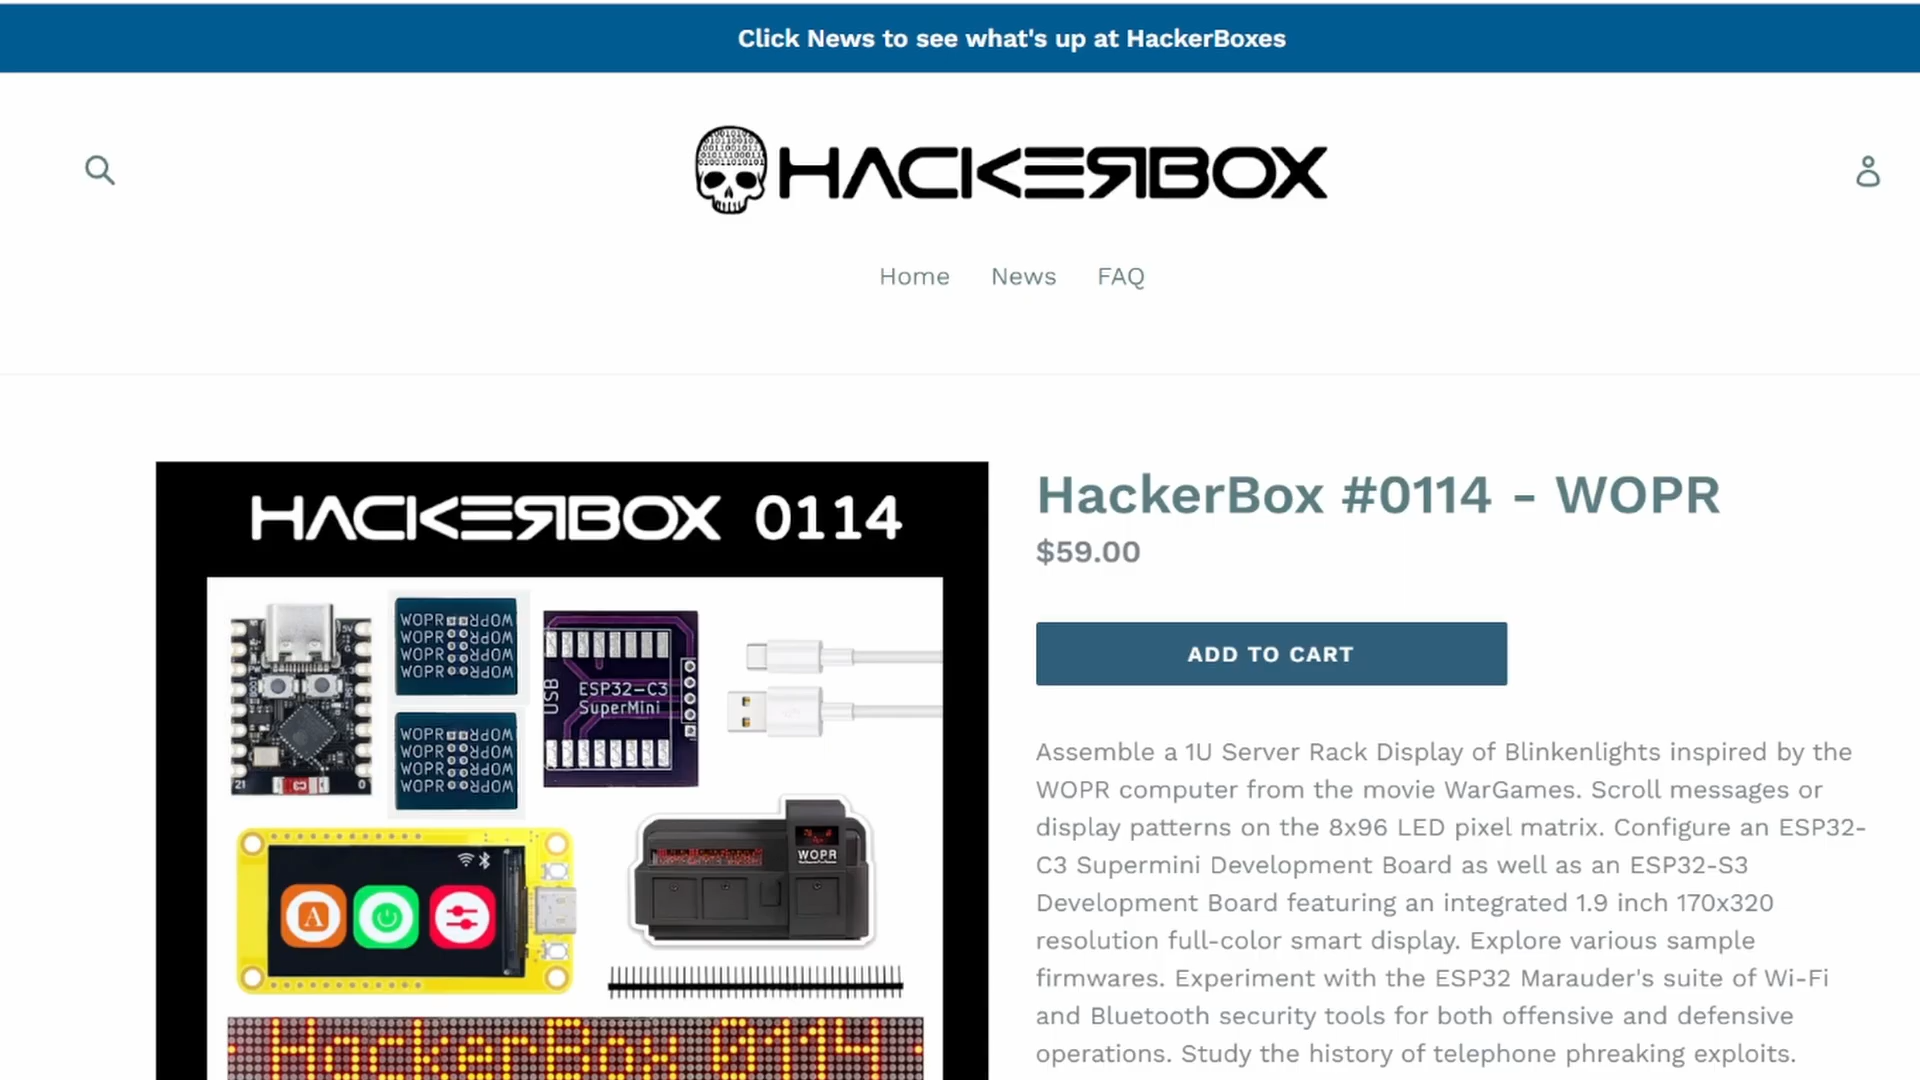 Click News to see what's up at HackerBoxes
HACKERBOX
Home News FAQ
HACKERBOX 0114
HackerBox #0114 - WOPR
$59.00
ADD TO CART
WOPR
WOPR
WOPR
WOPR
ESP32-C3
SuperMini
USB
WOPR
WOPR
WOPR
WOPR
21
0
C3
A
WOPR
HackerBox 0114
Assemble a 1U Server Rack Display of Blinkenlights inspired by the
WOPR computer from the movie WarGames. Scroll messages or
display patterns on the 8x96 LED pixel matrix. Configure an ESP32-
C3 Supermini Development Board as well as an ESP32-S3
Development Board featuring an integrated 1.9 inch 170x320
resolution full-color smart display. Explore various sample
firmwares. Experiment with the ESP32 Marauder's suite of Wi-Fi
and Bluetooth security tools for both offensive and defensive
operations. Study the history of telephone phreaking exploits.